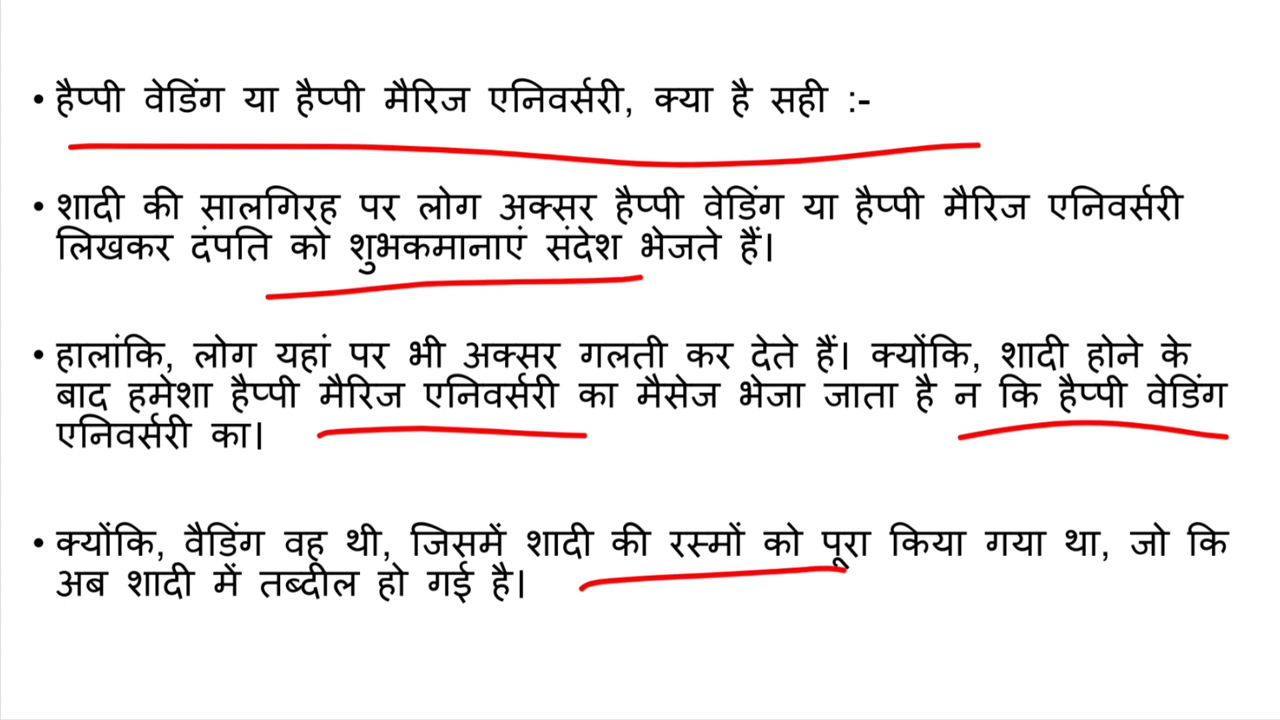 • हैप्पी वेडिंग या हैप्पी मैरिज एनिवर्सरी, क्या है सही :-
• शादी की सालगिरह पर लोग अक्सर हैप्पी वेडिंग या हैप्पी मैरिज एनिवर्सरी
लिखकर दंपति को शुभकमानाएं संदेश भेजते हैं।
• हालांकि, लोग यहां पर भी अक्सर गलती कर देते हैं। क्योंकि, शादी होने के
बाद हमेशा हैप्पी मैरिज एनिवर्सरी का मैसेज भेजा जाता है न कि हैप्पी वेडिंग
एनिवर्सरी का।
• क्योंकि, वैडिंग वह थी, जिसमें शादी की रस्मों को पूरा किया गया था, जो कि
अब शादी में तब्दील हो गई है।